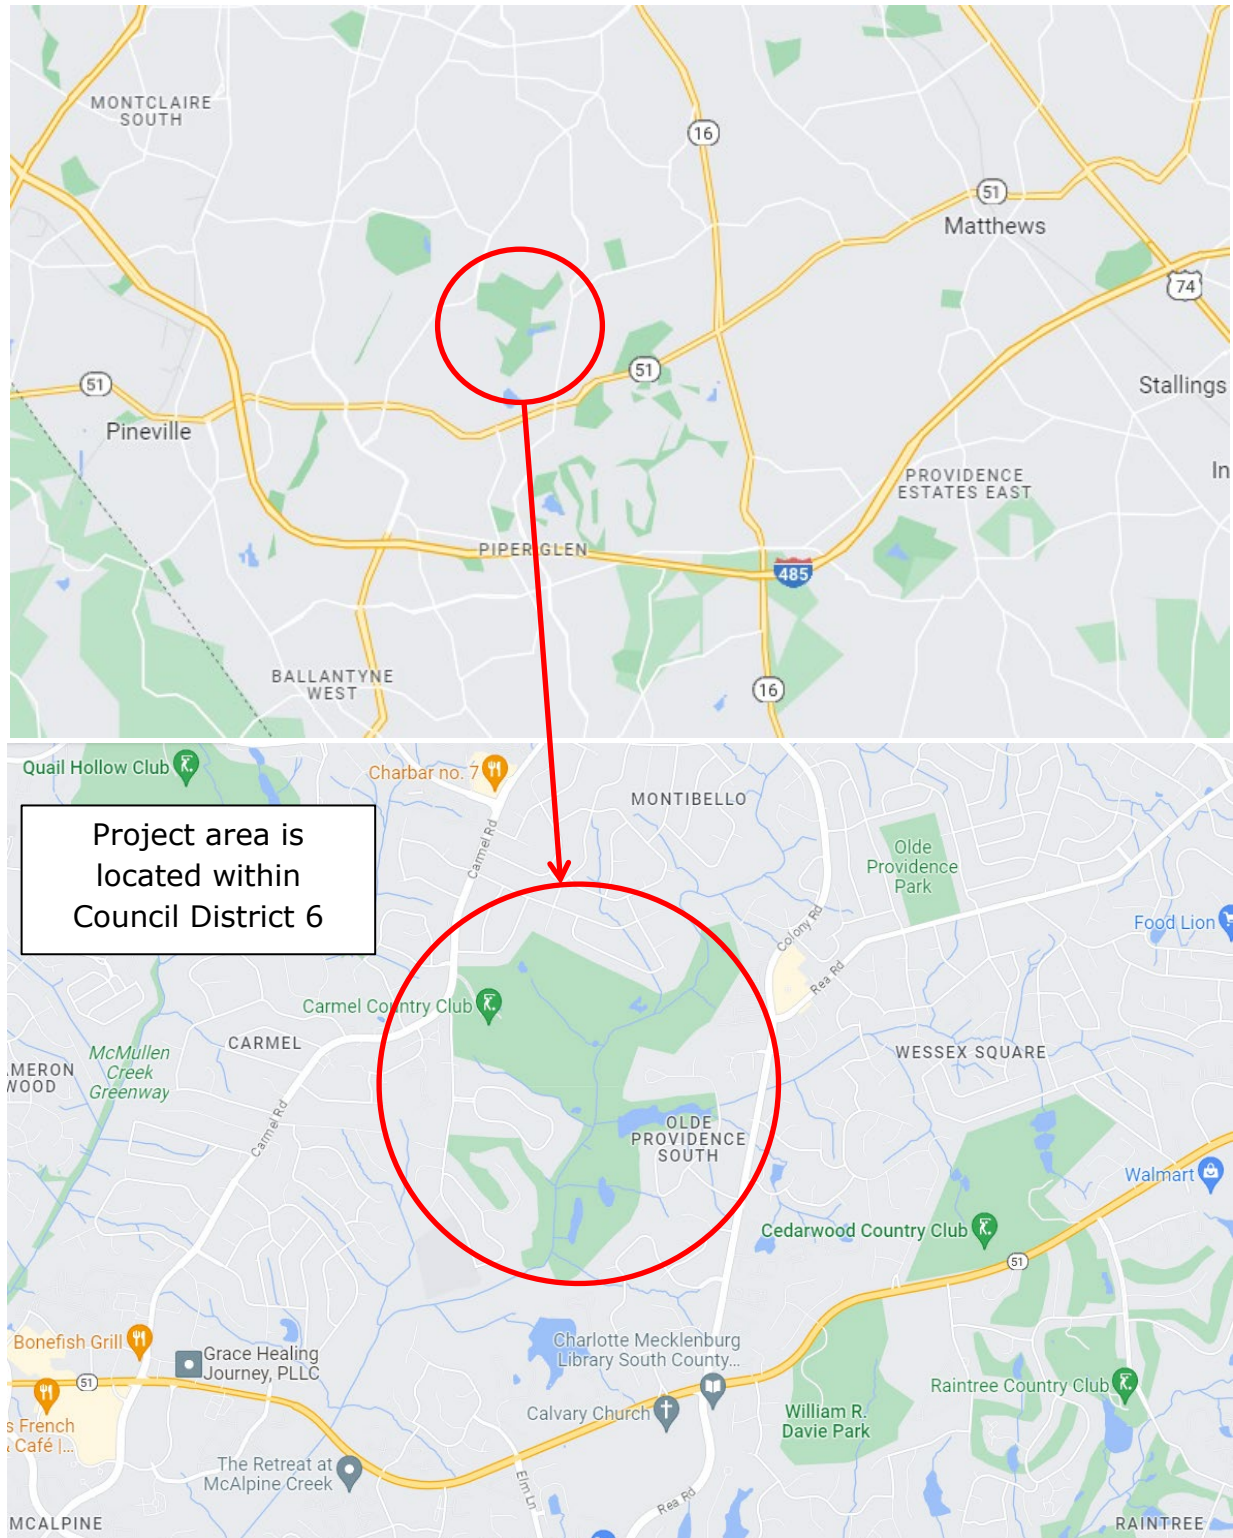 MONTCLAIRE
SOUTH
16
51
Matthews
74
51
51
Stallings
Pineville
PROVIDENCE
ESTATES EAST
In
PIPER GLEN
485
BALLANTYNE
WEST
16
Quail Hollow Club
Charbar no. 7
MONTIBELLO
Project area is
located within
Council District 6
Carmel Rd
Olde
Providence
Park
Food Lion
Colony Rd
Rea Rd
Carmel Country Club
CARMEL
McMullen
Creek
Greenway
AMERON
WOOD
WESSEX SQUARE
Carmel Rd
OLDE
PROVIDENCE
SOUTH
Walmart
Cedarwood Country Club
51
Bonefish Grill
Grace Healing
Journey, PLLC
Charlotte Mecklenburg
Library South County...
51
Raintree Country Club
Calvary Church
William R.
Davie Park
s French
& Café |...
The Retreat at
McAlpine Creek
Elm Ln
Rea Rd
MCALPINE
RAINTREE